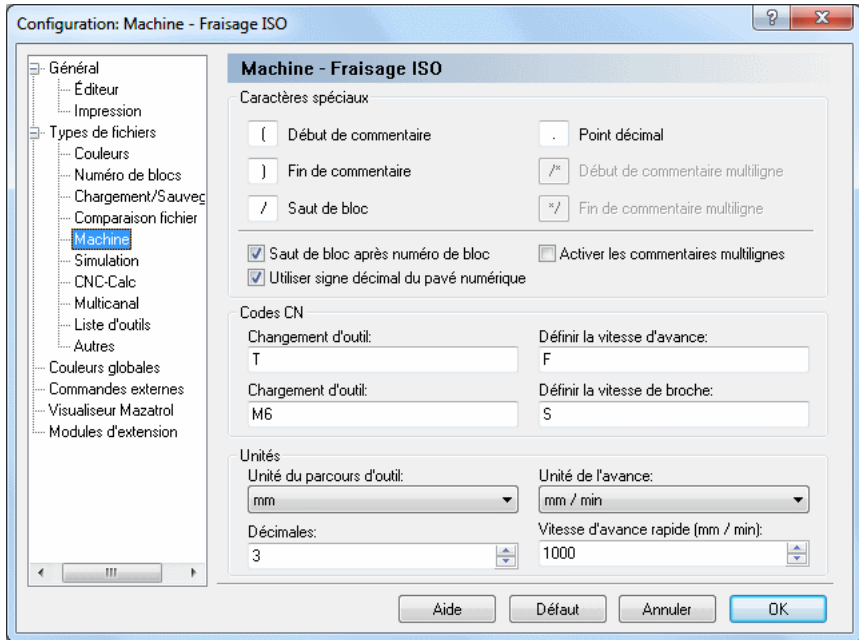 Configuration: Machine - Fraisage ISO
Général
Éditeur
Impression
Types de fichiers
Couleurs
Numéro de blocs
Chargement/Sauveg
Comparaison fichier
Machine
Simulation
CNC-Calc
Multicanal
Liste d'outils
Autres
Couleurs globales
Commandes externes
Visualiseur Mazatrol
Modules d'extension
Machine - Fraisage ISO
Caractères spéciaux
( Début de commentaire . Point décimal
) Fin de commentaire /* Début de commentaire multiligne
/ Saut de bloc */ Fin de commentaire multiligne
Saut de bloc après numéro de bloc Activer les commentaires multilignes
Utiliser signe décimal du pavé numérique
Codes CN
Changement d'outil: Définir la vitesse d'avance:
T F
Chargement d'outil: Définir la vitesse de broche:
M6 S
Unités
Unité du parcours d'outil: Unité de l'avance:
mm mm / min
Décimales: Vitesse d'avance rapide (mm / min):
3 1000
Aide Défaut Annuler OK